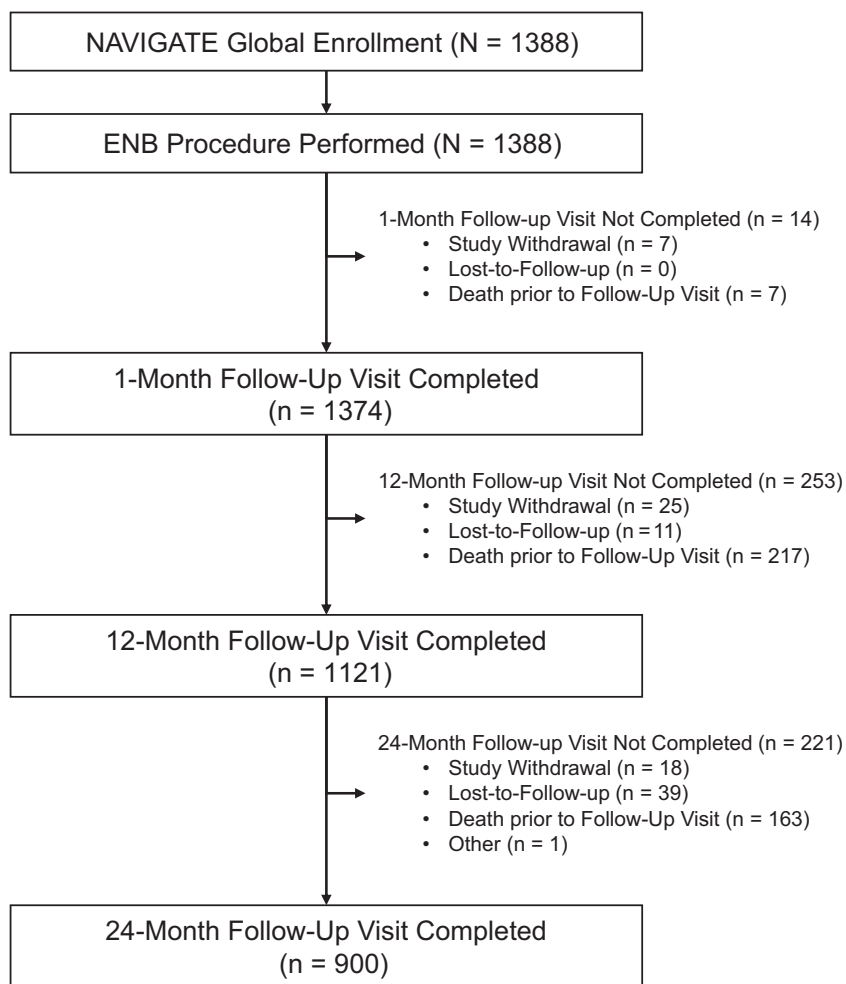 NAVIGATE Global Enrollment (N = 1388)
ENB Procedure Performed (N = 1388)
1-Month Follow-up Visit Not Completed (n = 14)
• Study Withdrawal (n = 7)
• Lost-to-Follow-up (n = 0)
• Death prior to Follow-Up Visit (n = 7)
1-Month Follow-Up Visit Completed
(n = 1374)
12-Month Follow-up Visit Not Completed (n = 253)
• Study Withdrawal (n = 25)
• Lost-to-Follow-up (n = 11)
• Death prior to Follow-Up Visit (n = 217)
12-Month Follow-Up Visit Completed
(n = 1121)
24-Month Follow-up Visit Not Completed (n = 221)
• Study Withdrawal (n = 18)
• Lost-to-Follow-up (n = 39)
• Death prior to Follow-Up Visit (n = 163)
• Other (n = 1)
24-Month Follow-Up Visit Completed
(n = 900)